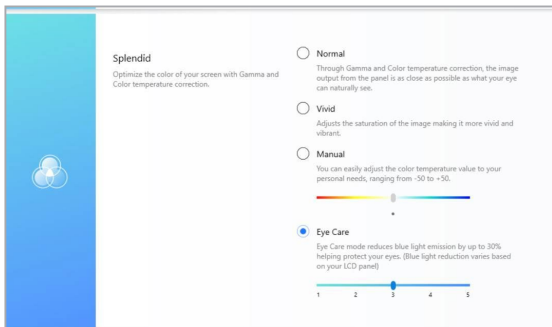 Splendid
Optimize the color of your screen with Gamma and
Color temperature correction.
Normal
Through Gamma and Color temperature correction, the image
output from the panel is as close as possible as what your eye
can naturally see.
Vivid
Adjusts the saturation of the image making it more vivid and
vibrant.
Manual
You can easily adjust the color temperature value to your
personal needs, ranging from -50 to +50.
Eye Care
Eye Care mode reduces blue light emission by up to 30%
helping protect your eyes. (Blue light reduction varies based
on your LCD panel)
1 2 3 4 5